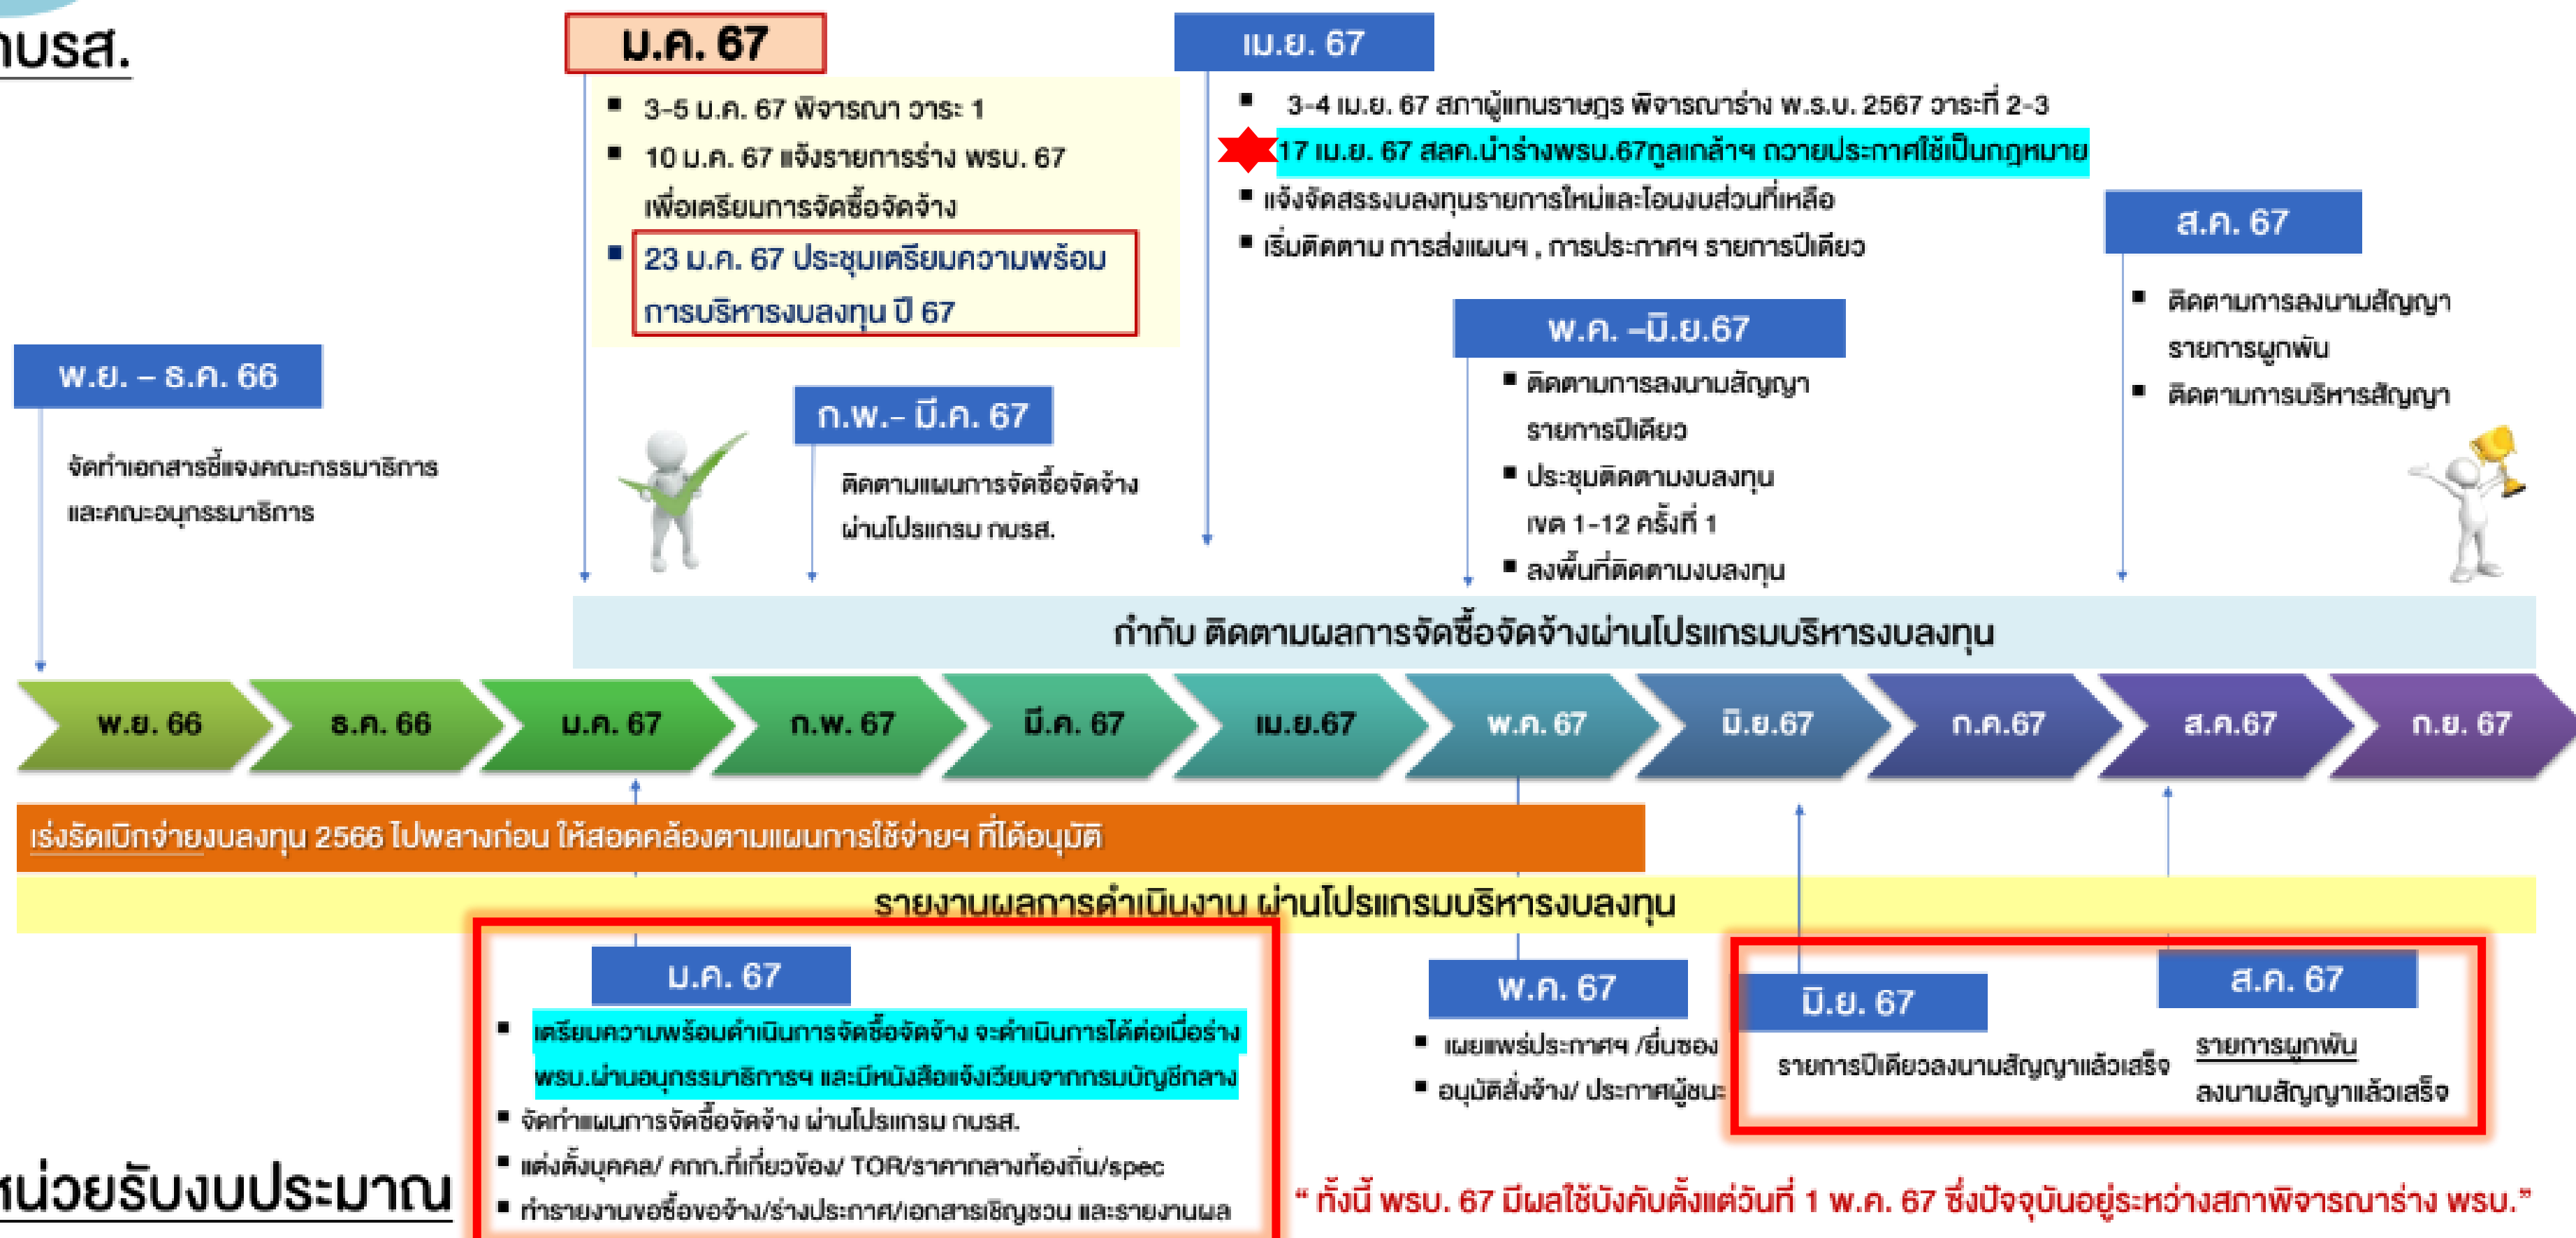 กบรส.
ม.ค. 67
▪ 3-5 ม.ค. 67 พิจารณา วาระ 1
▪ 10 ม.ค. 67 แจ้งรายการร่าง พรบ. 67
เพื่อเตรียมการจัดซื้อจัดจ้าง
▪ 23 ม.ค. 67 ประชุมเตรียมความพร้อม
การบริหารงบลงทุน ปี 67
เม.ย. 67
▪ 3-4 เม.ย. 67 สภาผู้แทนราษฎร พิจารณาร่าง พ.ร.บ. 2567 วาระที่ 2-3
17 เม.ย. 67 สลค.นำร่างพรบ.67ทูลเกล้าฯ ถวายประกาศใช้เป็นกฎหมาย
▪ แจ้งจัดสรรงบลงทุนรายการใหม่และโอนงบส่วนที่เหลือ
▪ เริ่มติดตาม การส่งแผนฯ , การประกาศฯ รายการปีเดียว
ส.ค. 67
▪ ติดตามการลงนามสัญญา
รายการผูกพัน
▪ ติดตามการบริหารสัญญา
พ.ค. –มิ.ย.67
▪ ติดตามการลงนามสัญญา
รายการปีเดียว
▪ ประชุมติดตามงบลงทุน
เขต 1-12 ครั้งที่ 1
▪ ลงพื้นที่ติดตามงบลงทุน
พ.ย. – ธ.ค. 66
จัดทำเอกสารชี้แจงคณะกรรมาธิการ
และคณะอนุกรรมาธิการ
ก.พ.- มี.ค. 67
ติดตามแผนการจัดซื้อจัดจ้าง
ผ่านโปรแกรม กบรส.
กำกับ ติดตามผลการจัดซื้อจัดจ้างผ่านโปรแกรมบริหารงบลงทุน
พ.ย. 66
ธ.ค. 66
ม.ค. 67
ก.พ. 67
มี.ค. 67
เม.ย.67
พ.ค. 67
มิ.ย.67
ก.ค.67
ส.ค.67
ก.ย. 67
เร่งรัดเบิกจ่ายงบลงทุน 2566 ไปพลางก่อน ให้สอดคล้องตามแผนการใช้จ่ายฯ ที่ได้อนุมัติ
รายงานผลการดำเนินงาน ผ่านโปรแกรมบริหารงบลงทุน
ม.ค. 67
▪ เตรียมความพร้อมดำเนินการจัดซื้อจัดจ้าง จะดำเนินการได้ต่อเมื่อร่าง
พรบ.ผ่านอนุกรรมาธิการฯ และมีหนังสือแจ้งเวียนจากกรมบัญชีกลาง
▪ จัดทำแผนการจัดซื้อจัดจ้าง ผ่านโปรแกรม กบรส.
▪ แต่งตั้งบุคคล/ คกก.ที่เกี่ยวข้อง/ TOR/ราคากลางท้องถิ่น/spec
▪ ทำรายงานขอซื้อขอจ้าง/ร่างประกาศ/เอกสารเชิญชวน และรายงานผล
พ.ค. 67
▪ เผยแพร่ประกาศฯ /ยื่นซอง
▪ อนุมัติสั่งจ้าง/ ประกาศผู้ชนะ
มิ.ย. 67
รายการปีเดียวลงนามสัญญาแล้วเสร็จ
ส.ค. 67
รายการผูกพัน
ลงนามสัญญาแล้วเสร็จ
หน่วยรับงบประมาณ
“ ทั้งนี้ พรบ. 67 มีผลใช้บังคับตั้งแต่วันที่ 1 พ.ค. 67 ซึ่งปัจจุบันอยู่ระหว่างสภาพิจารณาร่าง พรบ.”